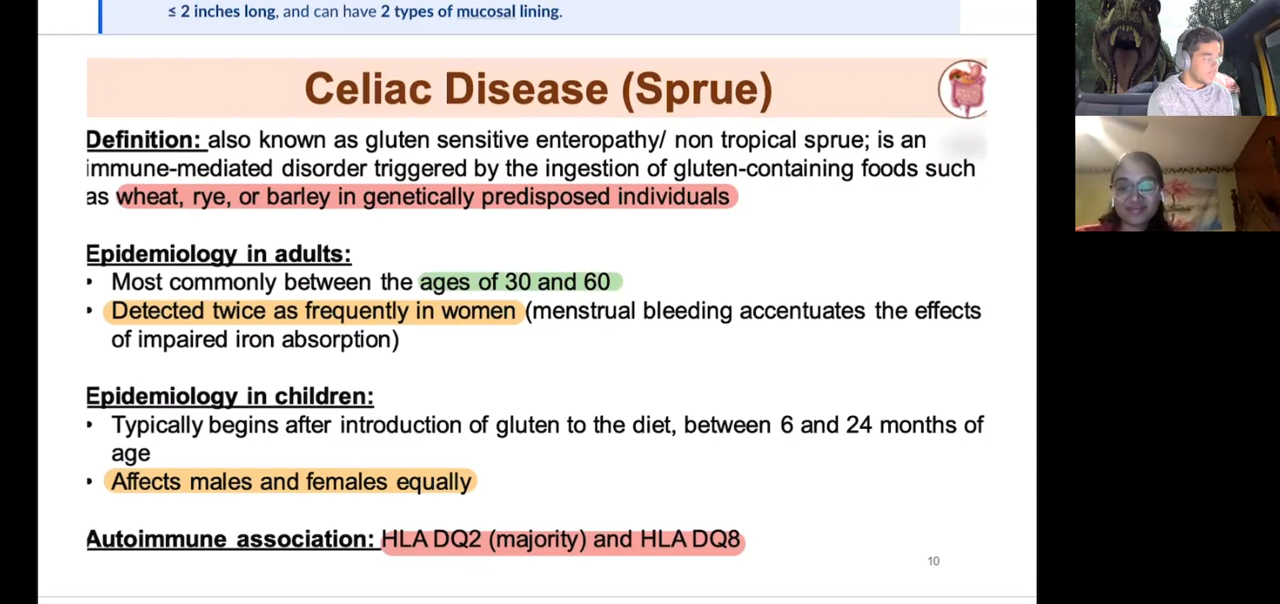 ≤ 2 inches long, and can have 2 types of mucosal lining.
Celiac Disease (Sprue)
Definition: also known as gluten sensitive enteropathy/ non tropical sprue; is an
immune-mediated disorder triggered by the ingestion of gluten-containing foods such
as wheat, rye, or barley in genetically predisposed individuals
Epidemiology in adults:
• Most commonly between the ages of 30 and 60
• Detected twice as frequently in women (menstrual bleeding accentuates the effects
of impaired iron absorption)
Epidemiology in children:
• Typically begins after introduction of gluten to the diet, between 6 and 24 months of
age
• Affects males and females equally
Autoimmune association: HLA DQ2 (majority) and HLA DQ8
10